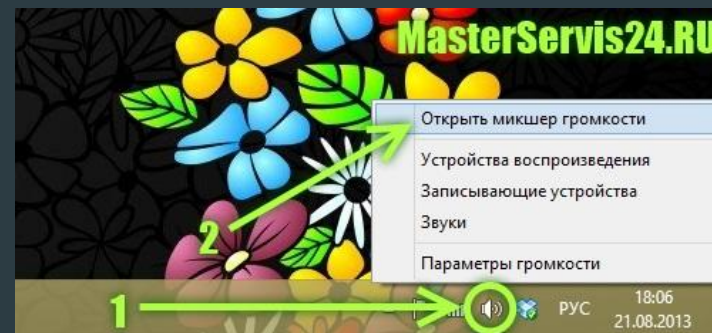 MasterServis24.RU
Открыть микшер громкости
Устройства воспроизведения
Записывающие устройства
Звуки
Параметры громкости
2
1
РУС
18:06
21.08.2013